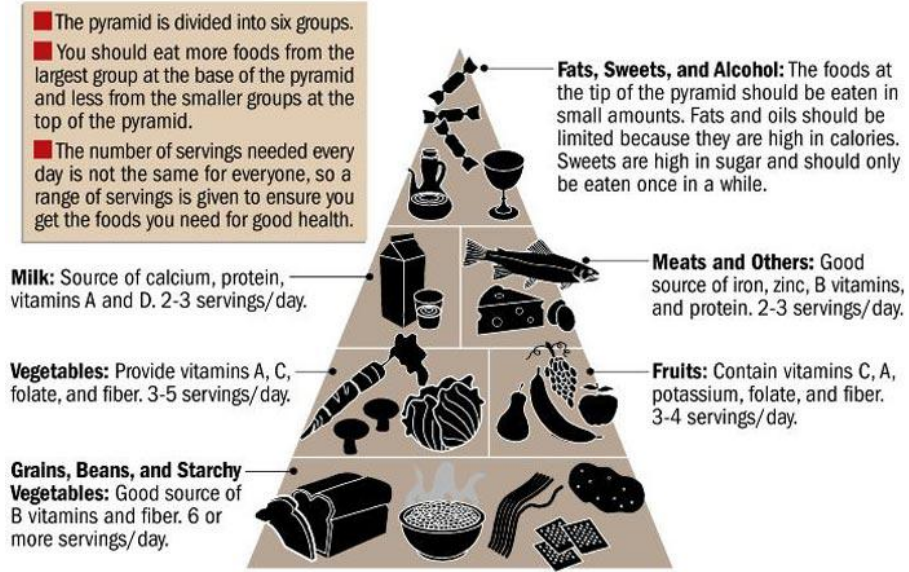 The pyramid is divided into six groups.
You should eat more foods from the
largest group at the base of the pyramid
and less from the smaller groups at the
top of the pyramid.
The number of servings needed every
day is not the same for everyone, so a
range of servings is given to ensure you
get the foods you need for good health.
Fats, Sweets, and Alcohol: The foods at
the tip of the pyramid should be eaten in
small amounts. Fats and oils should be
limited because they are high in calories.
Sweets are high in sugar and should only
be eaten once in a while.
Milk: Source of calcium, protein,
vitamins A and D. 2-3 servings/day.
Meats and Others: Good
source of iron, zinc, B vitamins,
and protein. 2-3 servings/day.
Vegetables: Provide vitamins A, C,
folate, and fiber. 3-5 servings/day.
Fruits: Contain vitamins C, A,
potassium, folate, and fiber.
3-4 servings/day.
Grains, Beans, and Starchy
Vegetables: Good source of
B vitamins and fiber. 6 or
more servings/day.